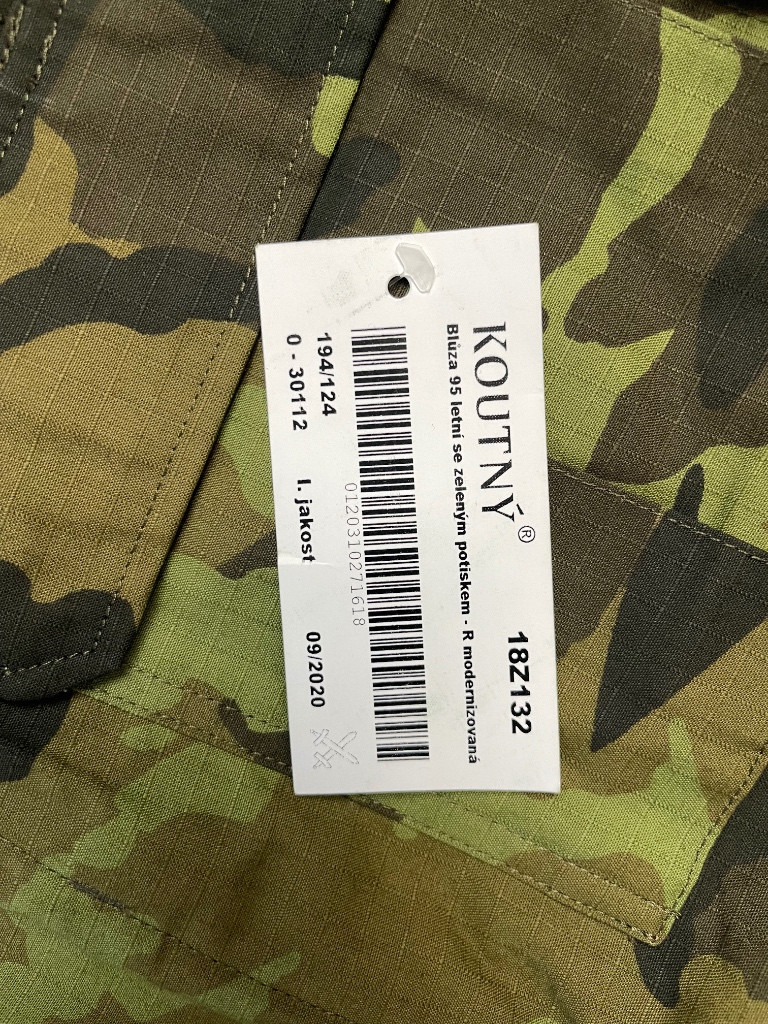 KOUTNÝ® 18Z132
Blůza 95 letní se zeleným potiskem - R modernizovaná
0120310271618
194/124
0 - 30112 I. jakost 09/2020